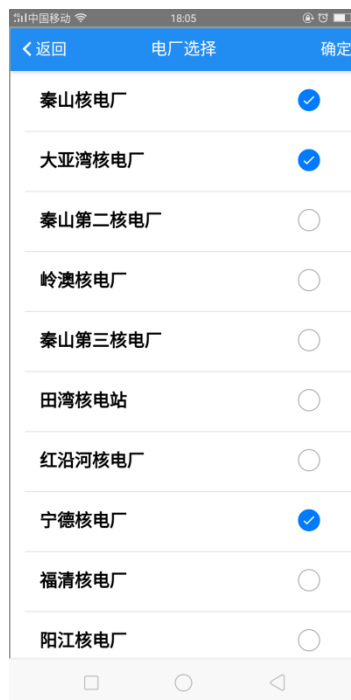 中国移动 18:05
返回 电厂选择 确定
秦山核电厂
大亚湾核电厂
秦山第二核电厂
岭澳核电厂
秦山第三核电厂
田湾核电站
红沿河核电厂
宁德核电厂
福清核电厂
阳江核电厂